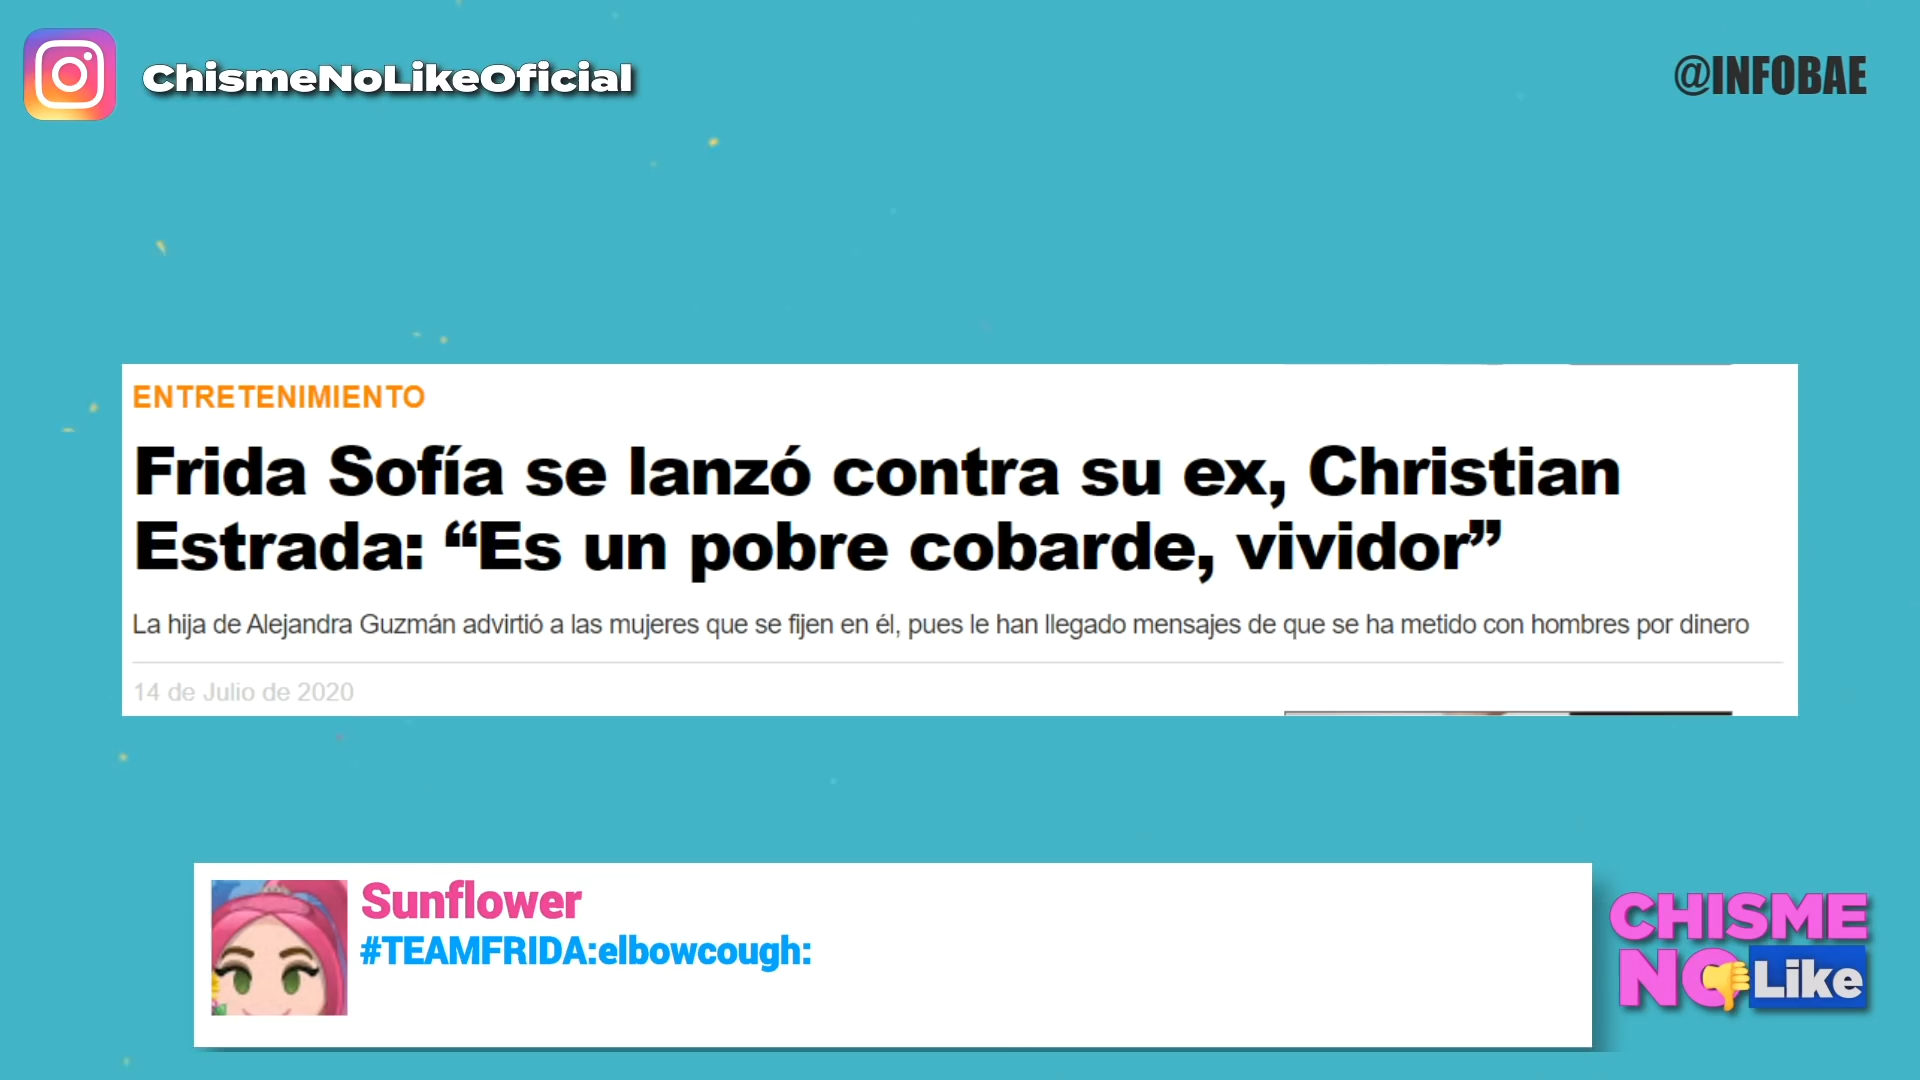 ChismeNoLikeOficial
@INFOBAE
ENTRETENIMIENTO
Frida Sofía se lanzó contra su ex, Christian
Estrada: “Es un pobre cobarde, vividor”
La hija de Alejandra Guzmán advirtió a las mujeres que se fijen en él, pues le han llegado mensajes de que se ha metido con hombres por dinero
14 de Julio de 2020
Sunflower
#TEAMFRIDA:elbowcough:
CHISME
NO Like